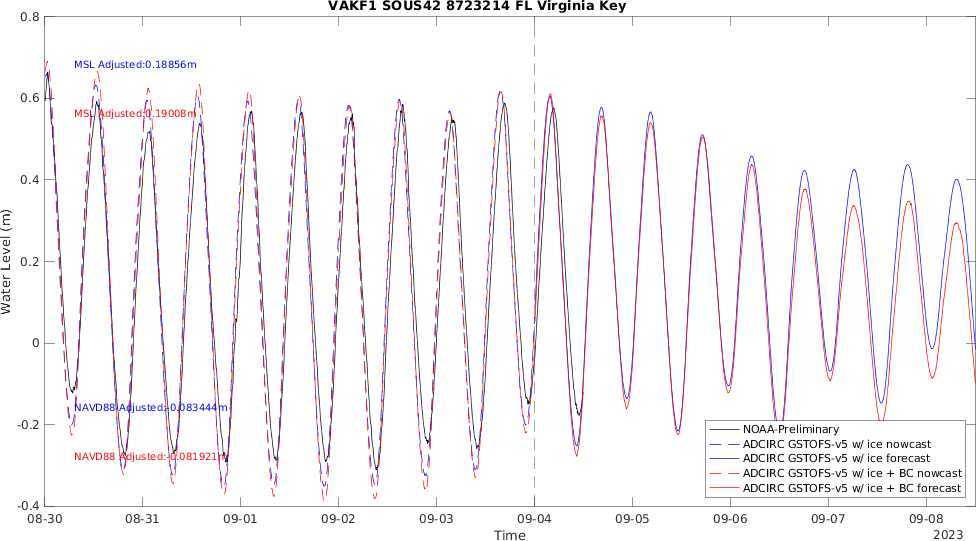 VAKF1 SOUS42 8723214 FL Virginia Key
0.8
0.6
0.4
0.2
0
-0.2
-0.4
Water Level (m)
MSL Adjusted:0.18856m
MSL Adjusted:0.19008m
NAVD88 Adjusted:-0.083444m
NAVD88 Adjusted:-0.081921m
NOAA-Preliminary
ADCIRC GSTOFS-v5 w/ ice nowcast
ADCIRC GSTOFS-v5 w/ ice forecast
ADCIRC GSTOFS-v5 w/ ice + BC nowcast
ADCIRC GSTOFS-v5 w/ ice + BC forecast
08-30 08-31 09-01 09-02 09-03 09-04 09-05 09-06 09-07 09-08
Time
2023